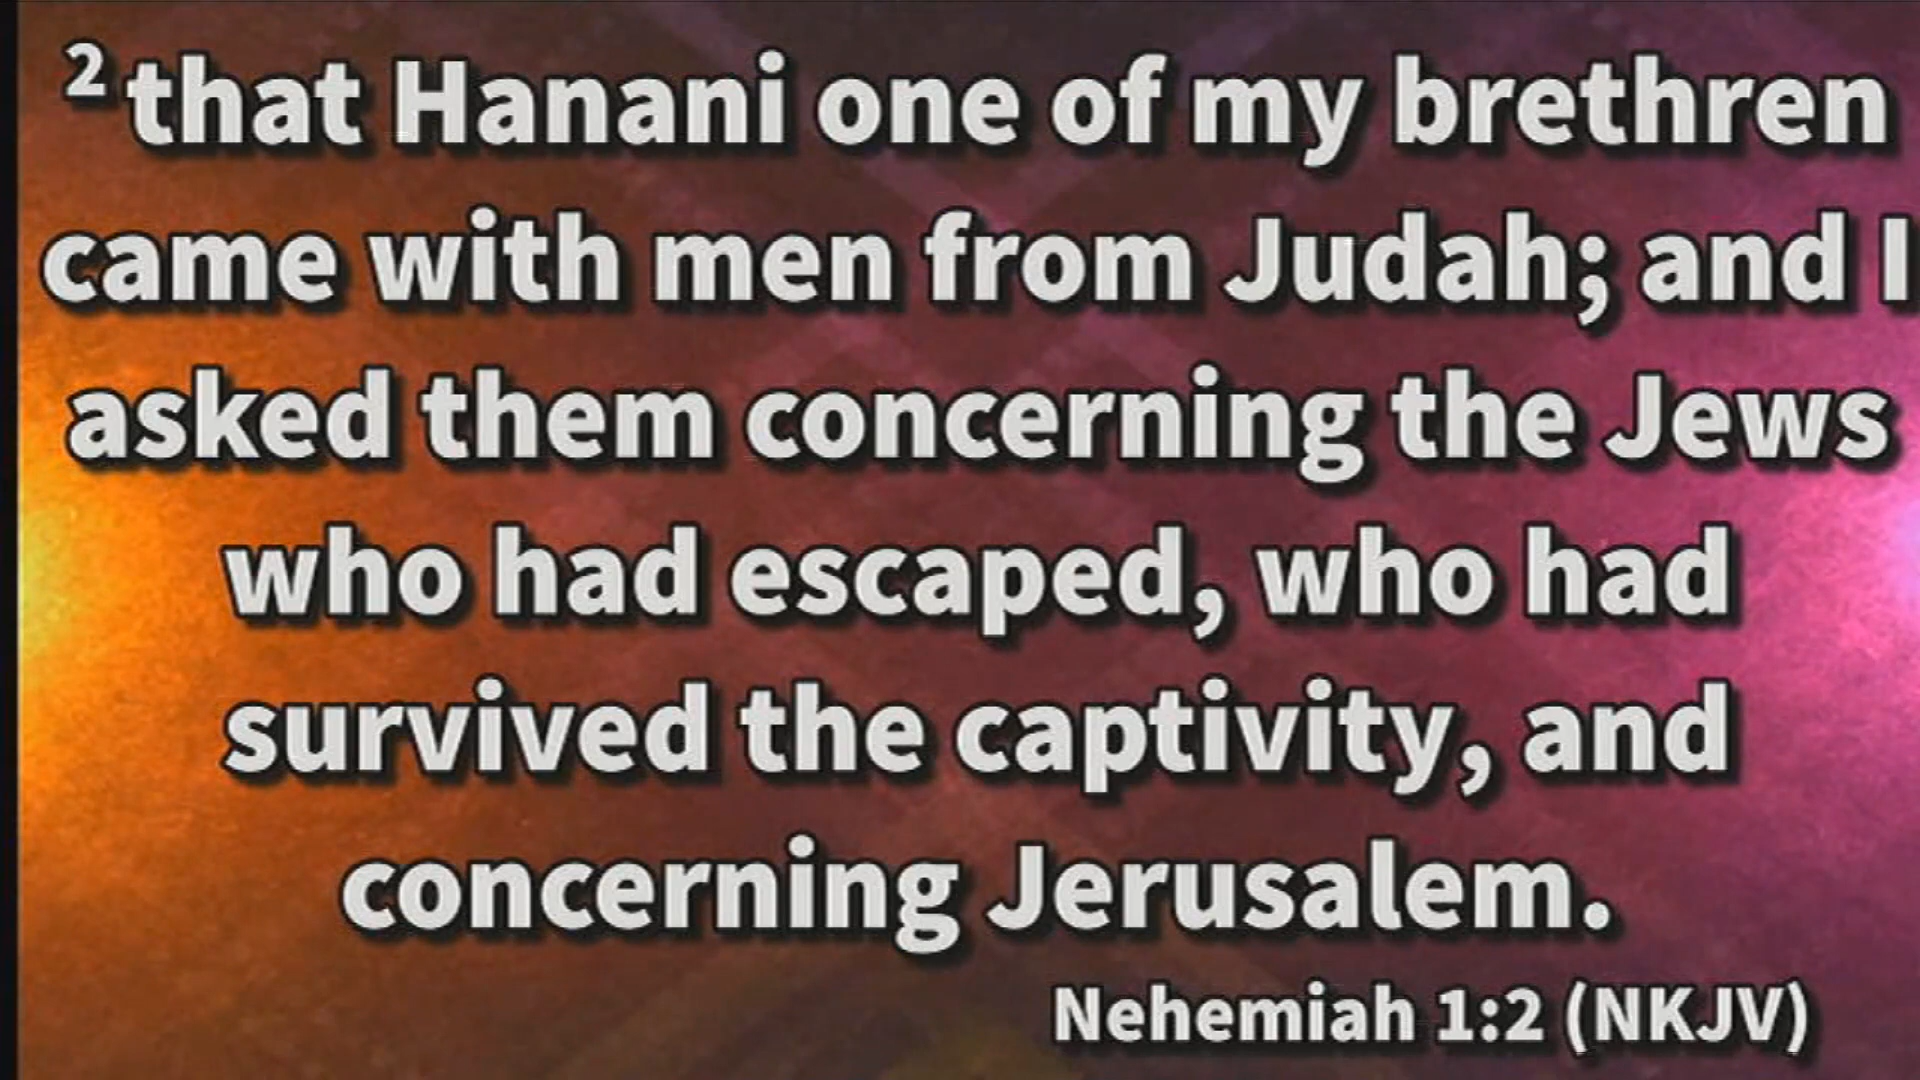 ² that Hanani one of my brethren
came with men from Judah; and I
asked them concerning the Jews
who had escaped, who had
survived the captivity, and
concerning Jerusalem.
Nehemiah 1:2 (NKJV)